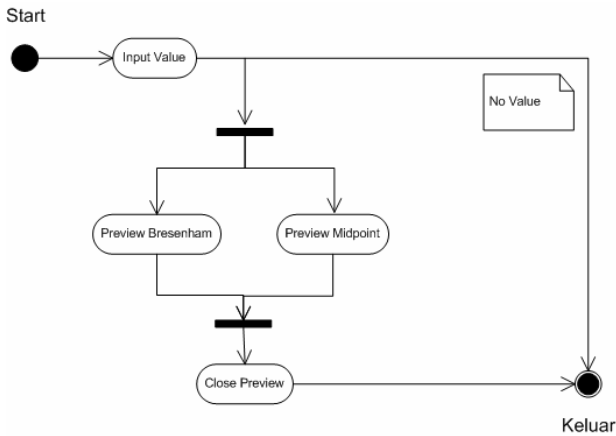 Start
Input Value
No Value
Preview Bresenham
Preview Midpoint
Close Preview
Keluar